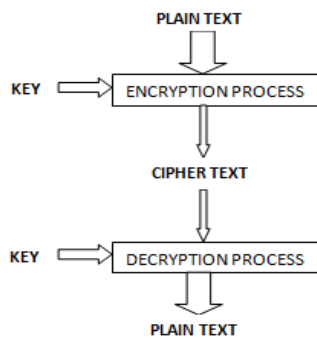 PLAIN TEXT
KEY
ENCRYPTION PROCESS
CIPHER TEXT
KEY
DECRYPTION PROCESS
PLAIN TEXT